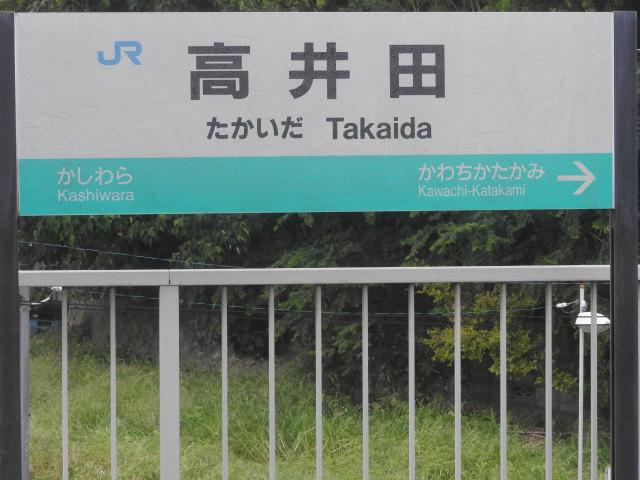 JR 高井田
たかいだ Takaida
かしわら かわちかたかみ →
Kashiwara Kawachi-Katakami